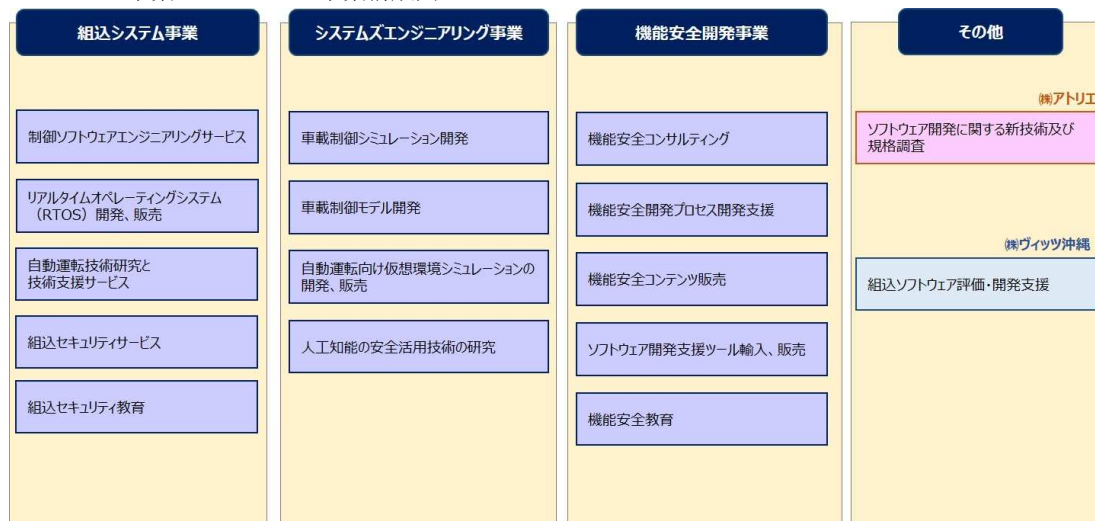 組込システム事業
制御ソフトウェアエンジニアリングサービス
リアルタイムオペレーティングシステム
（RTOS）開発、販売
自動運転技術研究と
技術支援サービス
組込セキュリティサービス
組込セキュリティ教育
システムズエンジニアリング事業
車載制御シミュレーション開発
車載制御モデル開発
自動運転向け仮想環境シミュレーションの
開発、販売
人工知能の安全活用技術の研究
機能安全開発事業
機能安全コンサルティング
機能安全開発プロセス開発支援
機能安全コンテンツ販売
ソフトウェア開発支援ツール輸入、販売
機能安全教育
その他
㈱アトリエ
ソフトウェア開発に関する新技術及び
規格調査
㈱ヴィッツ沖縄
組込ソフトウェア評価・開発支援